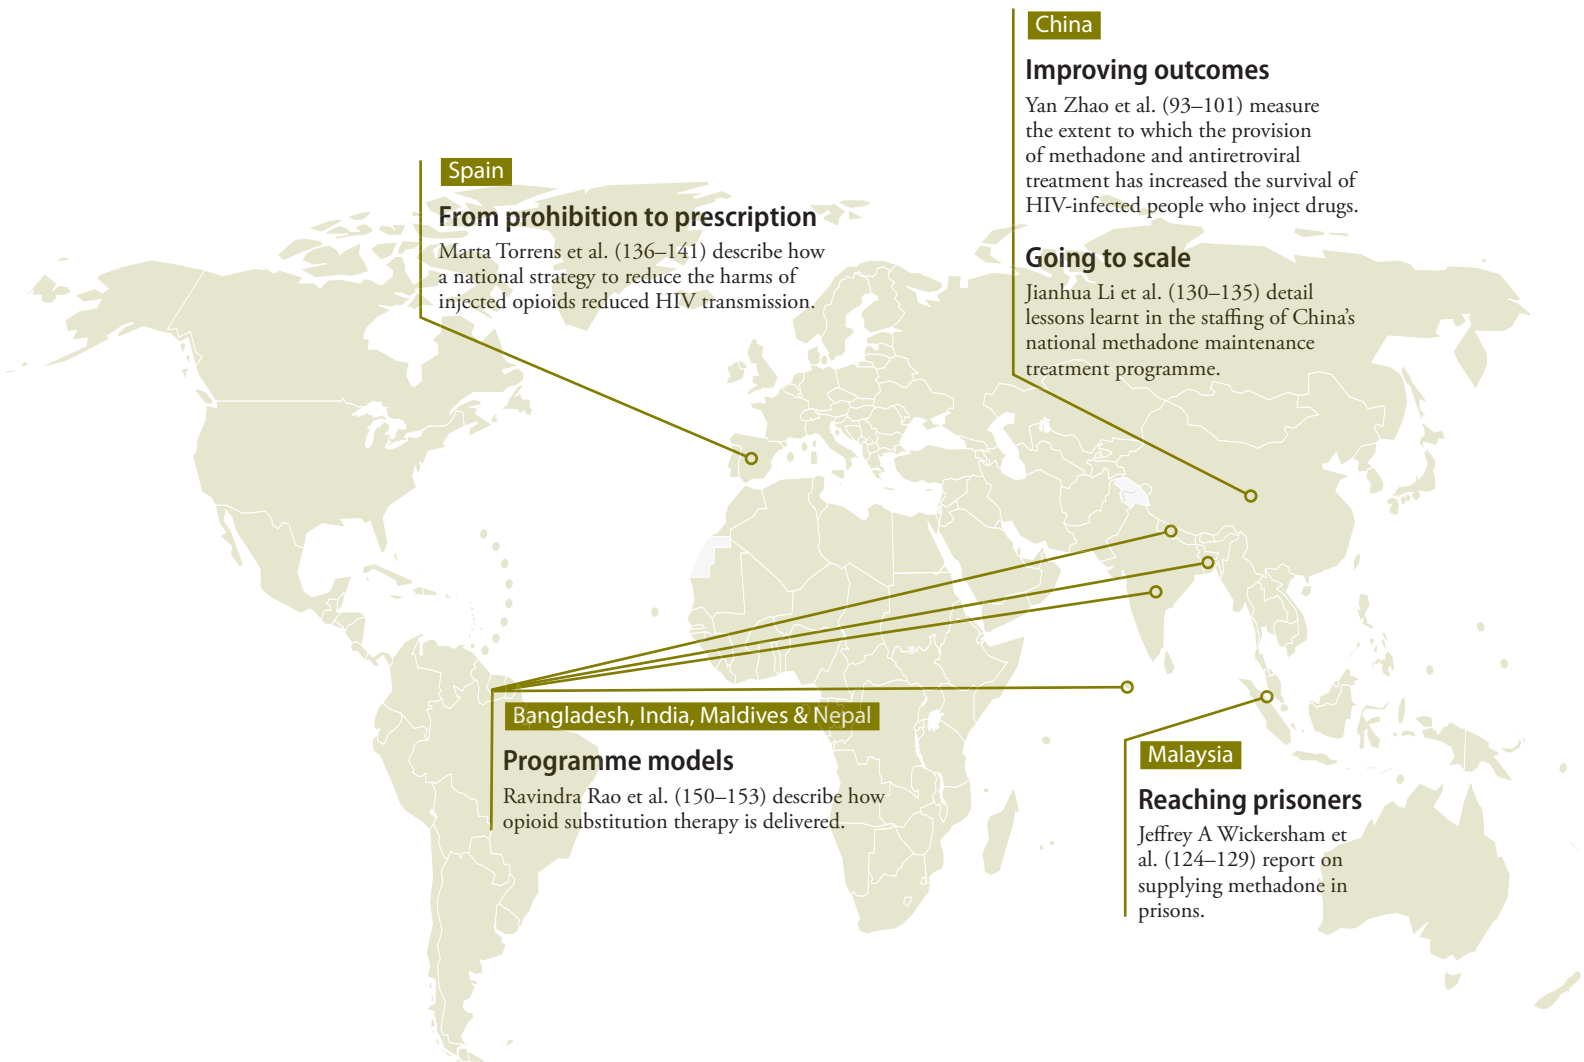 China
Improving outcomes
Yan Zhao et al. (93–101) measure
the extent to which the provision
of methadone and antiretroviral
treatment has increased the survival of
HIV-infected people who inject drugs.
Going to scale
Jianhua Li et al. (130–135) detail
lessons learnt in the staffing of China’s
national methadone maintenance
treatment programme.
Spain
From prohibition to prescription
Marta Torrens et al. (136–141) describe how
a national strategy to reduce the harms of
injected opioids reduced HIV transmission.
Bangladesh, India, Maldives & Nepal
Programme models
Ravindra Rao et al. (150–153) describe how
opioid substitution therapy is delivered.
Malaysia
Reaching prisoners
Jeffrey A Wickersham et
al. (124–129) report on
supplying methadone in
prisons.